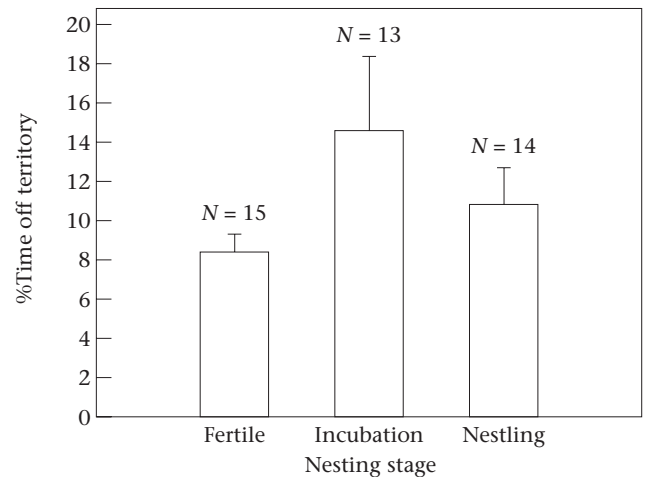 20
18
16
14
12
10
8
6
4
2
0
%Time off territory
N = 15
N = 13
N = 14
Fertile Incubation Nestling
Nesting stage